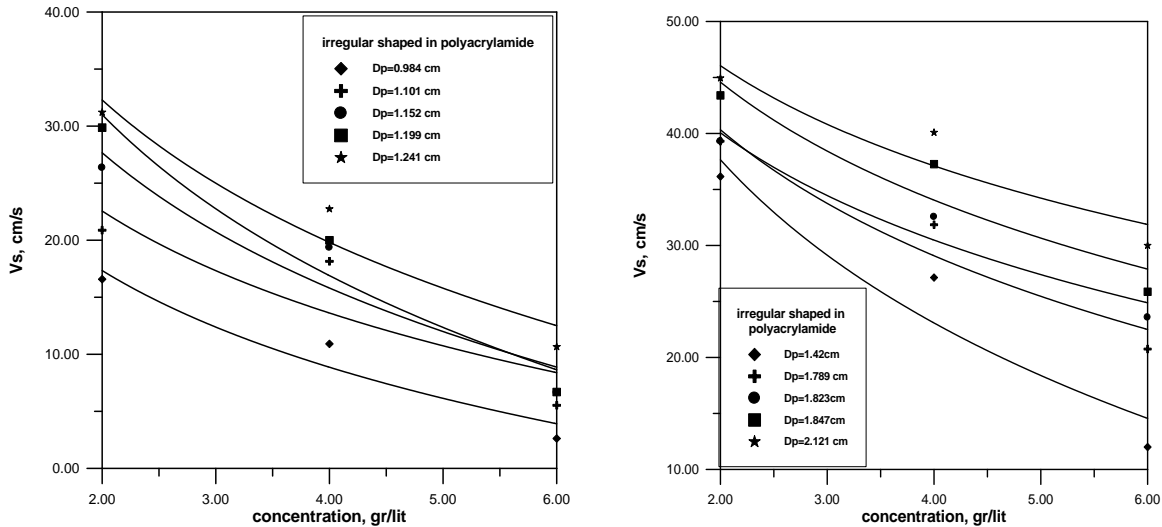 40.00
30.00
20.00
10.00
0.00
Vs, cm/s
irregular shaped in polyacrylamide
Dp=0.984 cm
Dp=1.101 cm
Dp=1.152 cm
Dp=1.199 cm
Dp=1.241 cm
2.00
3.00
4.00
5.00
6.00
concentration, gr/lit
50.00
40.00
30.00
20.00
10.00
Vs, cm/s
irregular shaped in
polyacrylamide
Dp=1.42cm
Dp=1.789 cm
Dp=1.823cm
Dp=1.847cm
Dp=2.121 cm
2.00
3.00
4.00
5.00
6.00
concentration, gr/lit